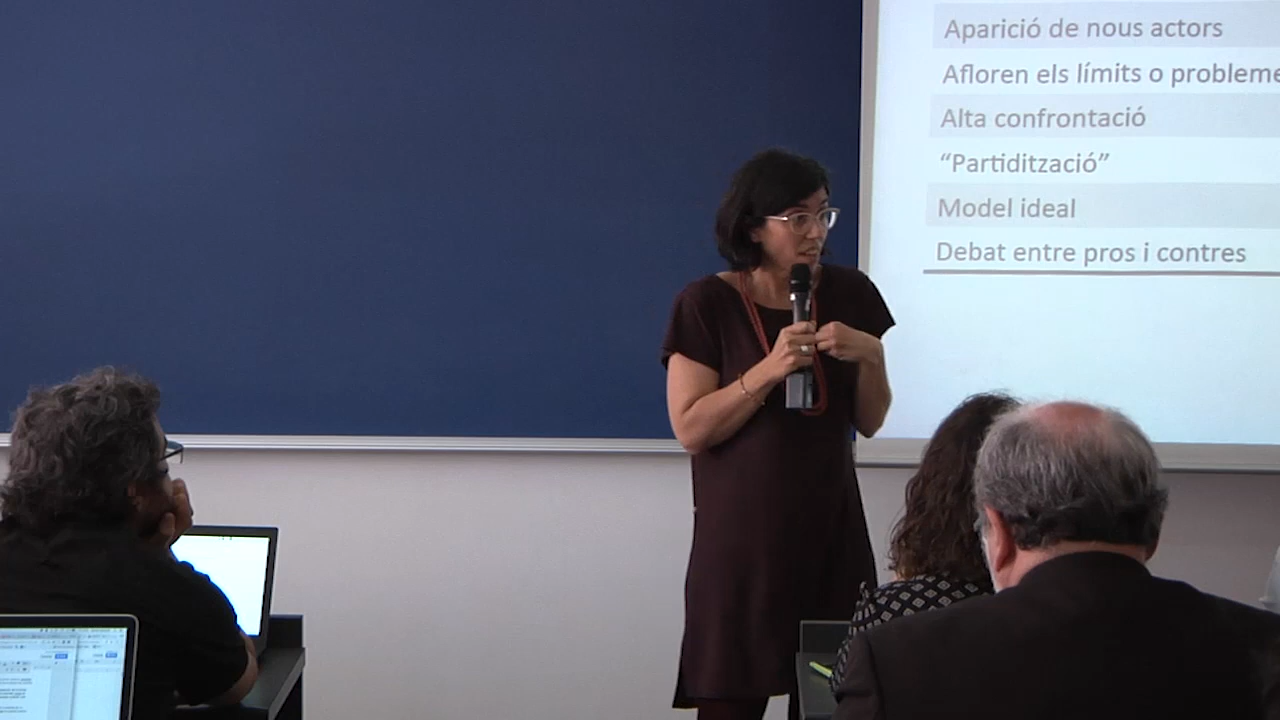 Aparició de nous actors
Afloren els límits o probleme
Alta confrontació
“Partidització”
Model ideal
Debat entre pros i contres